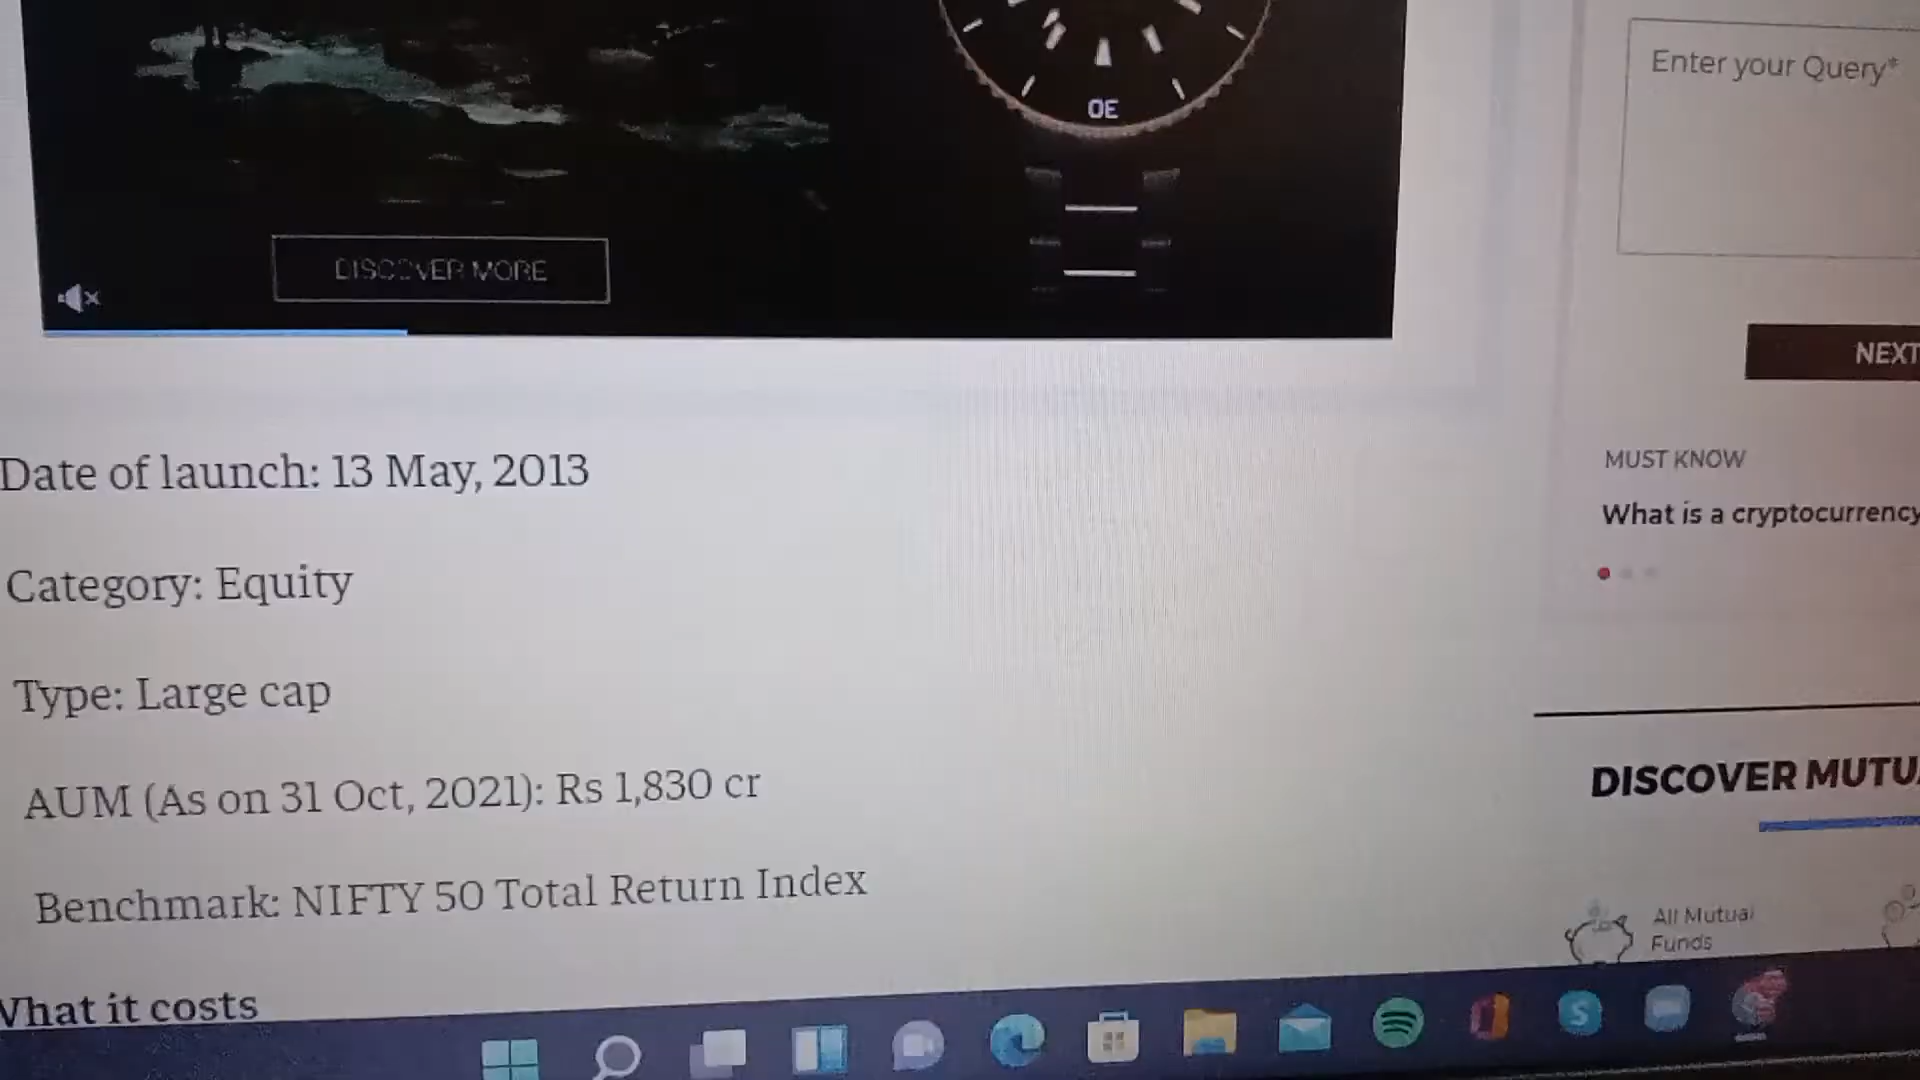 Enter your Query*
OE
DISCOVER MORE
NEXT
Date of launch: 13 May, 2013
MUST KNOW
What is a cryptocurrency
Category: Equity
Type: Large cap
DISCOVER MUTU
AUM (As on 31 Oct, 2021): Rs 1,830 cr
Benchmark: NIFTY 50 Total Return Index
All Mutual
Funds
What it costs